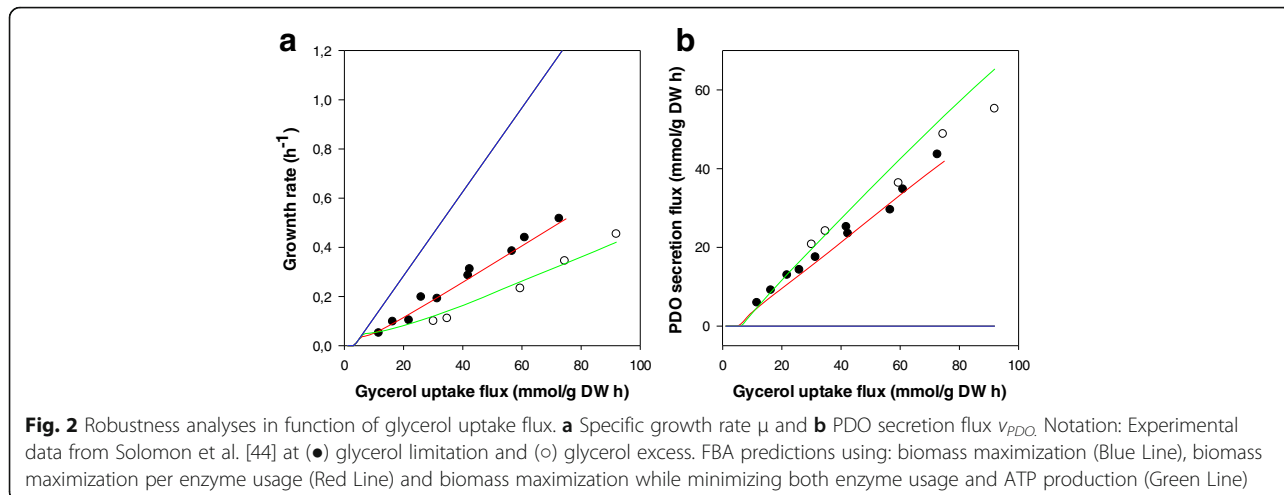 a
b
1,2
1,0
0,8
0,6
0,4
0,2
0,0
Grownth rate (h-1)
0 20 40 60 80 100
Gycerol uptake flux (mmol/g DW h)
60
40
20
0
PDO secretion flux (mmol/g DW h)
0 20 40 60 80 100
Gycerol uptake flux (mmol/g DW h)
Fig. 2 Robustness analyses in function of glycerol uptake flux. a Specific growth rate μ and b PDO secretion flux vPDO. Notation: Experimental
data from Solomon et al. [44] at (●) glycerol limitation and (○) glycerol excess. FBA predictions using: biomass maximization (Blue Line), biomass
maximization per enzyme usage (Red Line) and biomass maximization while minimizing both enzyme usage and ATP production (Green Line)